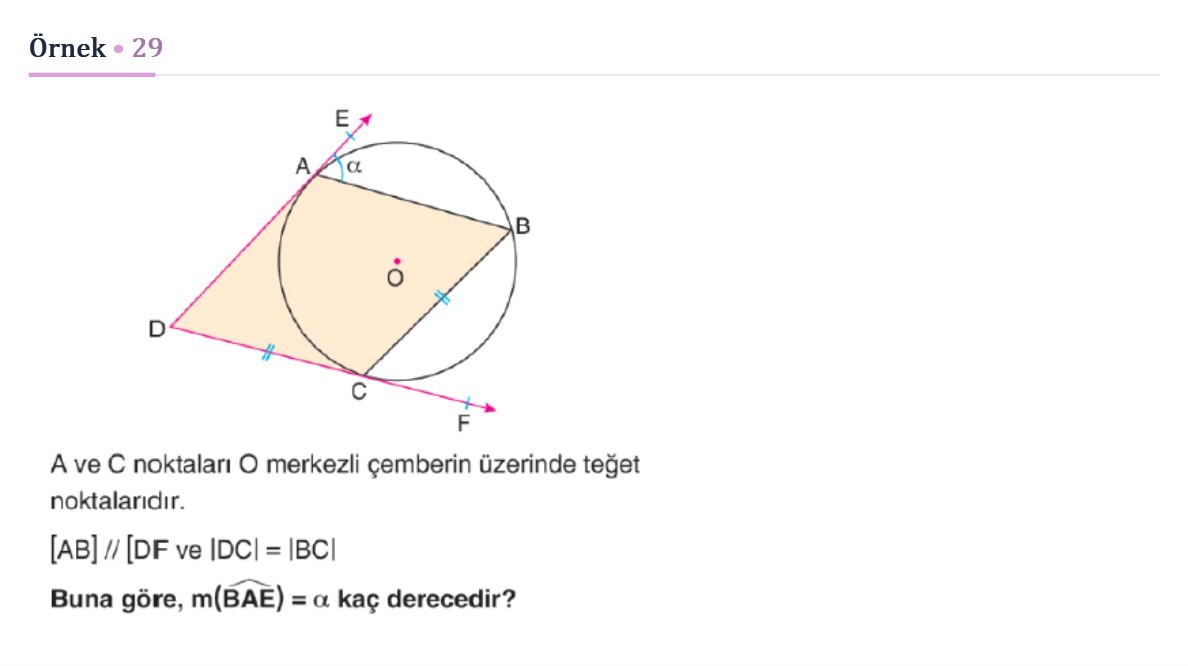 Örnek • 29
E
A
α
B
O
D
C
F
A ve C noktaları O merkezli çemberin üzerinde teğet
noktalarıdır.
[AB] // [DF ve |DC| = |BC|
Buna göre, m(BAE) = α kaç derecedir?